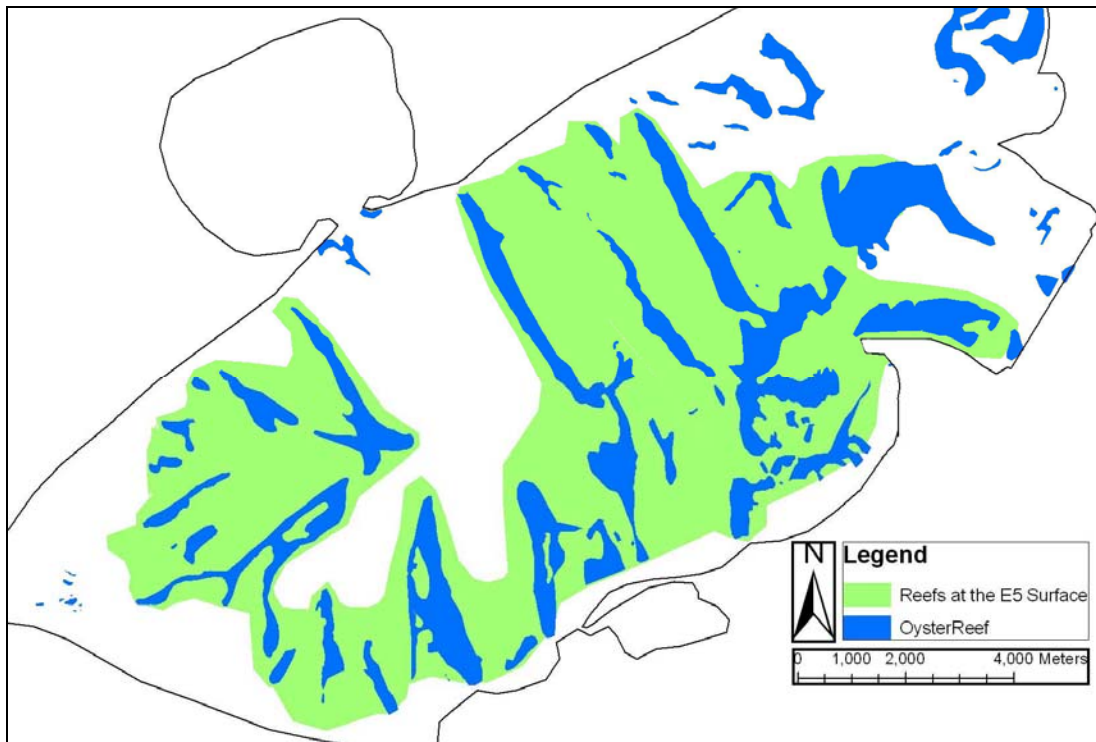 N
Legend
Reefs at the E5 Surface
OysterReef
0 1,000 2,000 4,000 Meters